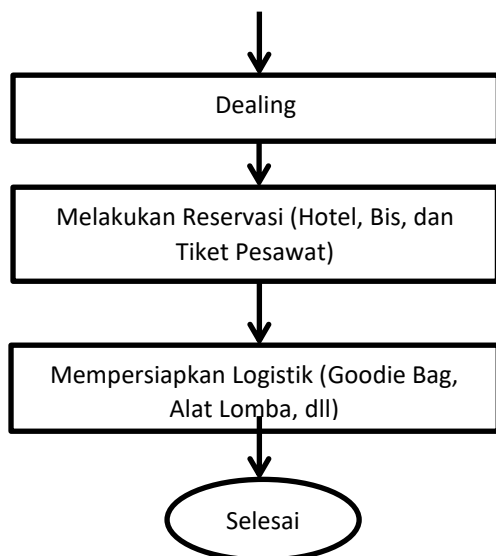 Dealing
Melakukan Reservasi (Hotel, Bis, dan
Tiket Pesawat)
Mempersiapkan Logistik (Goodie Bag,
Alat Lomba, dll)
Selesai